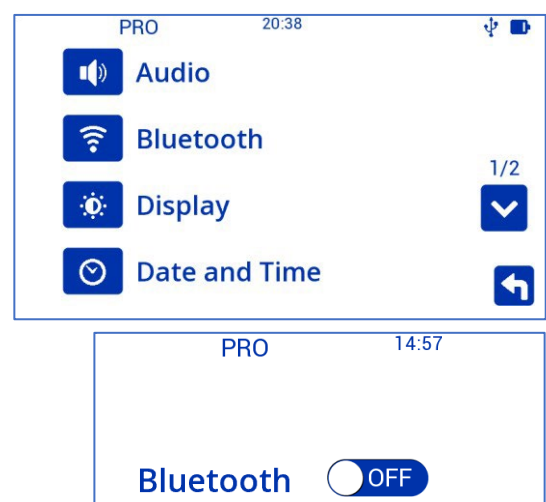 PRO 20:38
Audio
Bluetooth
1/2
Display
Date and Time
PRO 14:57
Bluetooth OFF